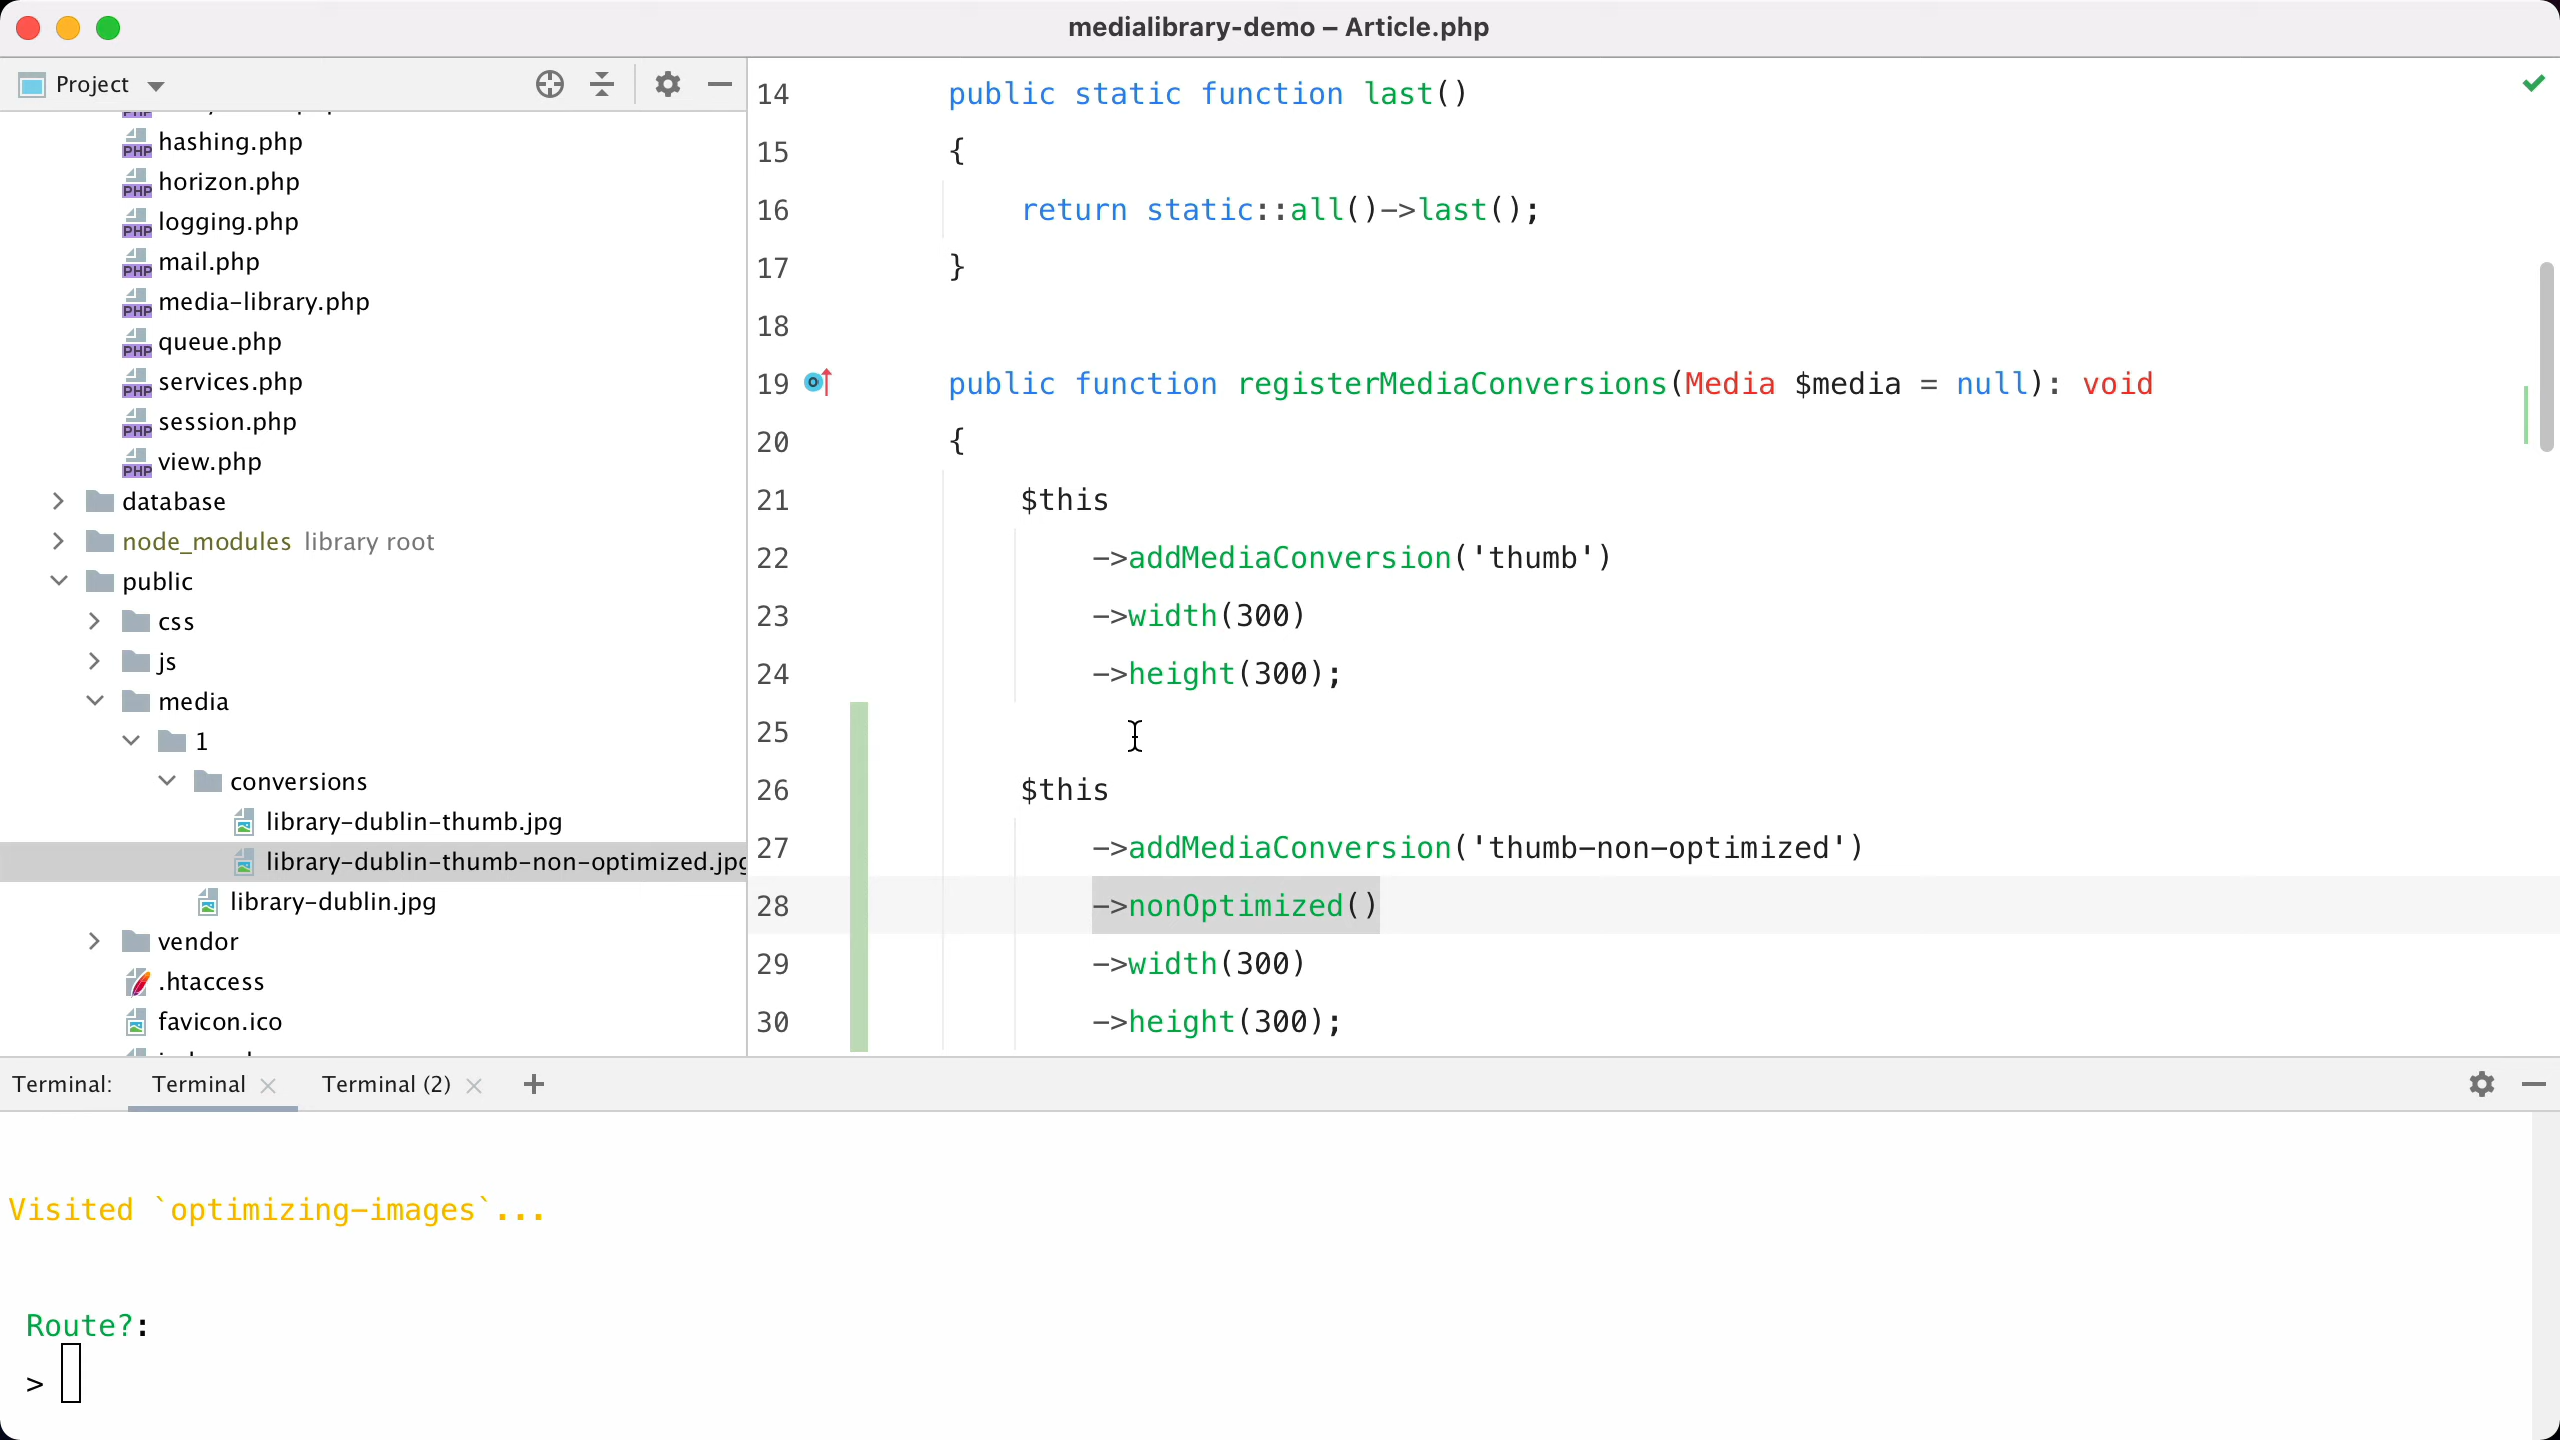 medialibrary-demo – Article.php
Project
hashing.php
horizon.php
logging.php
mail.php
media-library.php
queue.php
services.php
session.php
view.php
database
node_modules library root
public
css
js
media
1
conversions
library-dublin-thumb.jpg
library-dublin-thumb-non-optimized.jpg
library-dublin.jpg
vendor
.htaccess
favicon.ico
14 public static function last()
15 {
16 return static::all()->last();
17 }
18
19 public function registerMediaConversions(Media $media = null): void
20 {
21 $this
22 ->addMediaConversion('thumb')
23 ->width(300)
24 ->height(300);
25
26 $this
27 ->addMediaConversion('thumb-non-optimized')
28 ->nonOptimized()
29 ->width(300)
30 ->height(300);
Terminal: Terminal Terminal (2)
Visited `optimizing-images`...
Route?:
>